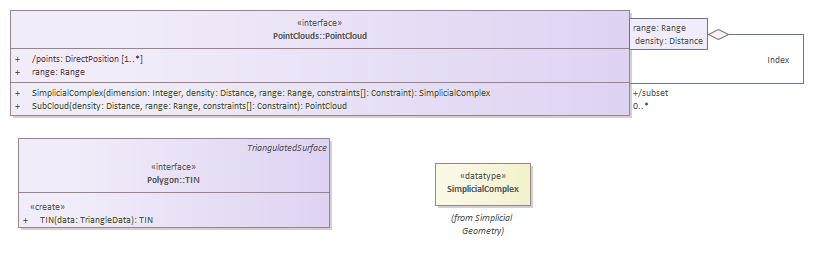 «interface»
PointClouds::PointCloud
+ /points: DirectPosition [1..*]
+ range: Range
+ SimplicialComplex(dimension: Integer, density: Distance, range: Range, constraints[]: Constraint): SimplicialComplex
+ SubCloud(density: Distance, range: Range, constraints[]: Constraint): PointCloud
range: Range
density: Distance
Index
+/subset
0..*
TriangulatedSurface
«interface»
Polygon::TIN
«create»
+ TIN(data: TriangleData): TIN
«datatype»
SimplicialComplex
(from Simplicial
Geometry)